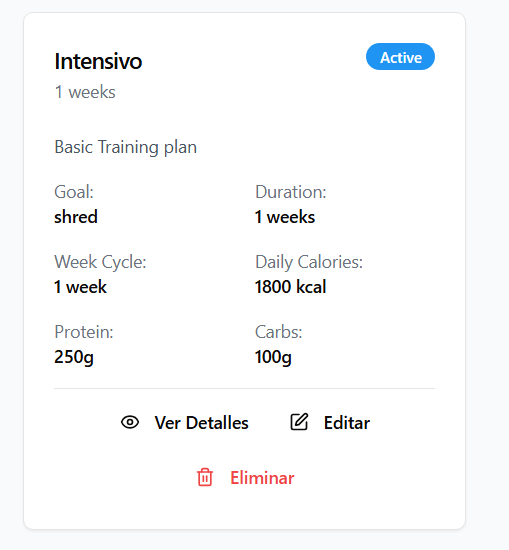 Intensivo
Active
1 weeks
Basic Training plan
Goal:
Duration:
shred
1 weeks
Week Cycle:
Daily Calories:
1 week
1800 kcal
Protein:
Carbs:
250g
100g
Ver Detalles
Editar
Eliminar